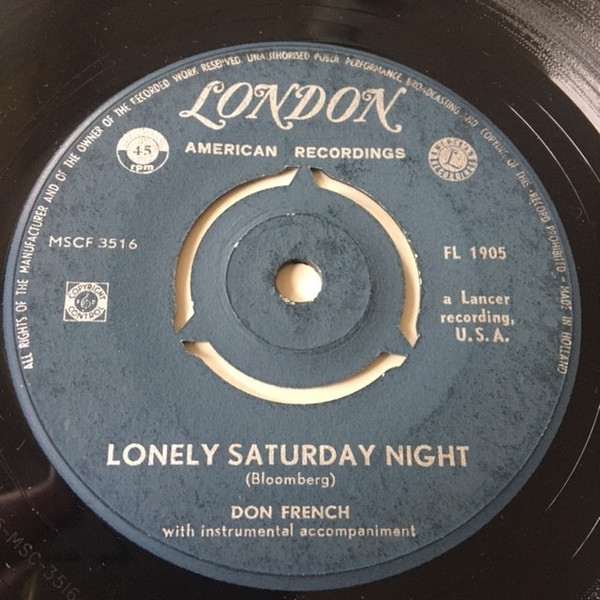 ALL RIGHTS OF THE MANUFACTURER AND OF THE OWNER OF THE RECORDED WORK RESERVED. UNAUTHORISED PUBLIC PERFORMANCE, BROADCASTING AND COPYING OF THIS RECORD PROHIBITED - MADE IN HOLLAND
LONDON
AMERICAN RECORDINGS
45
rpm
L
MSCF 3516
FL 1905
COPYRIGHT
CONTROL
a Lancer
recording,
U.S.A.
LONELY SATURDAY NIGHT
(Bloomberg)
DON FRENCH
with instrumental accompaniment
MSC-3516